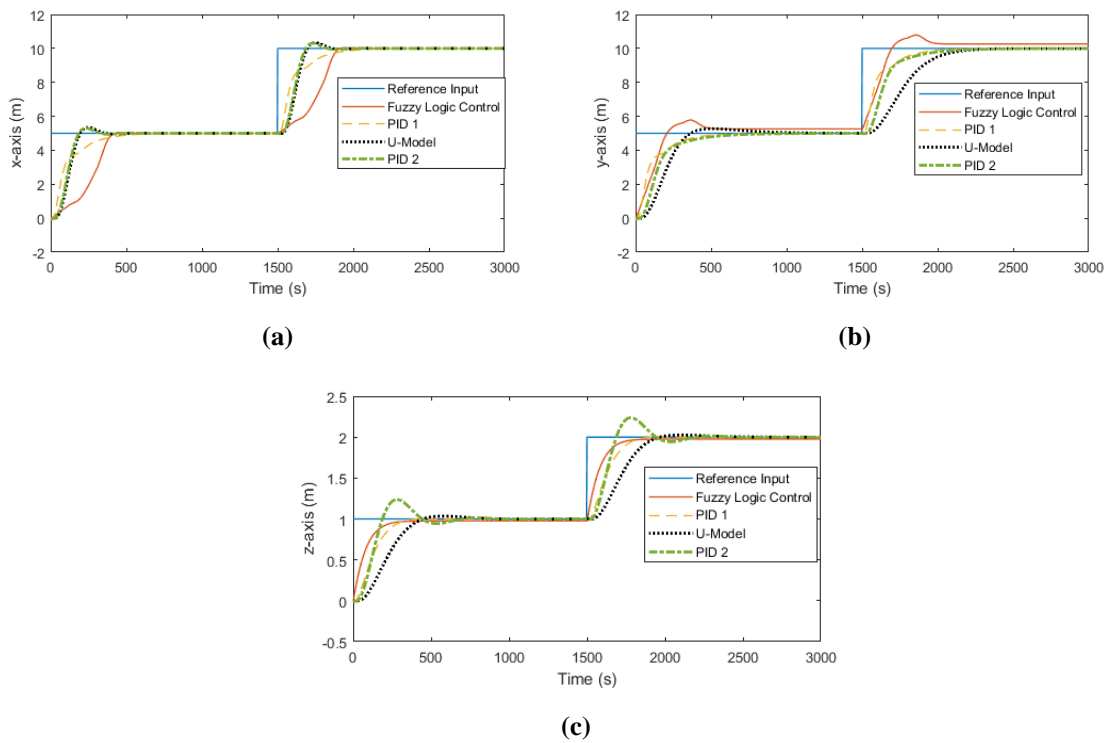 12
10
8
6
4
2
0
-2
x-axis (m)
0 500 1000 1500 2000 2500 3000
Time (s)
Reference Input
Fuzzy Logic Control
PID 1
U-Model
PID 2
(a)
12
10
8
6
4
2
0
-2
y-axis (m)
0 500 1000 1500 2000 2500 3000
Time (s)
Reference Input
Fuzzy Logic Control
PID 1
U-Model
PID 2
(b)
2.5
2
1.5
1
0.5
0
-0.5
z-axis (m)
0 500 1000 1500 2000 2500 3000
Time (s)
Reference Input
Fuzzy Logic Control
PID 1
U-Model
PID 2
(c)